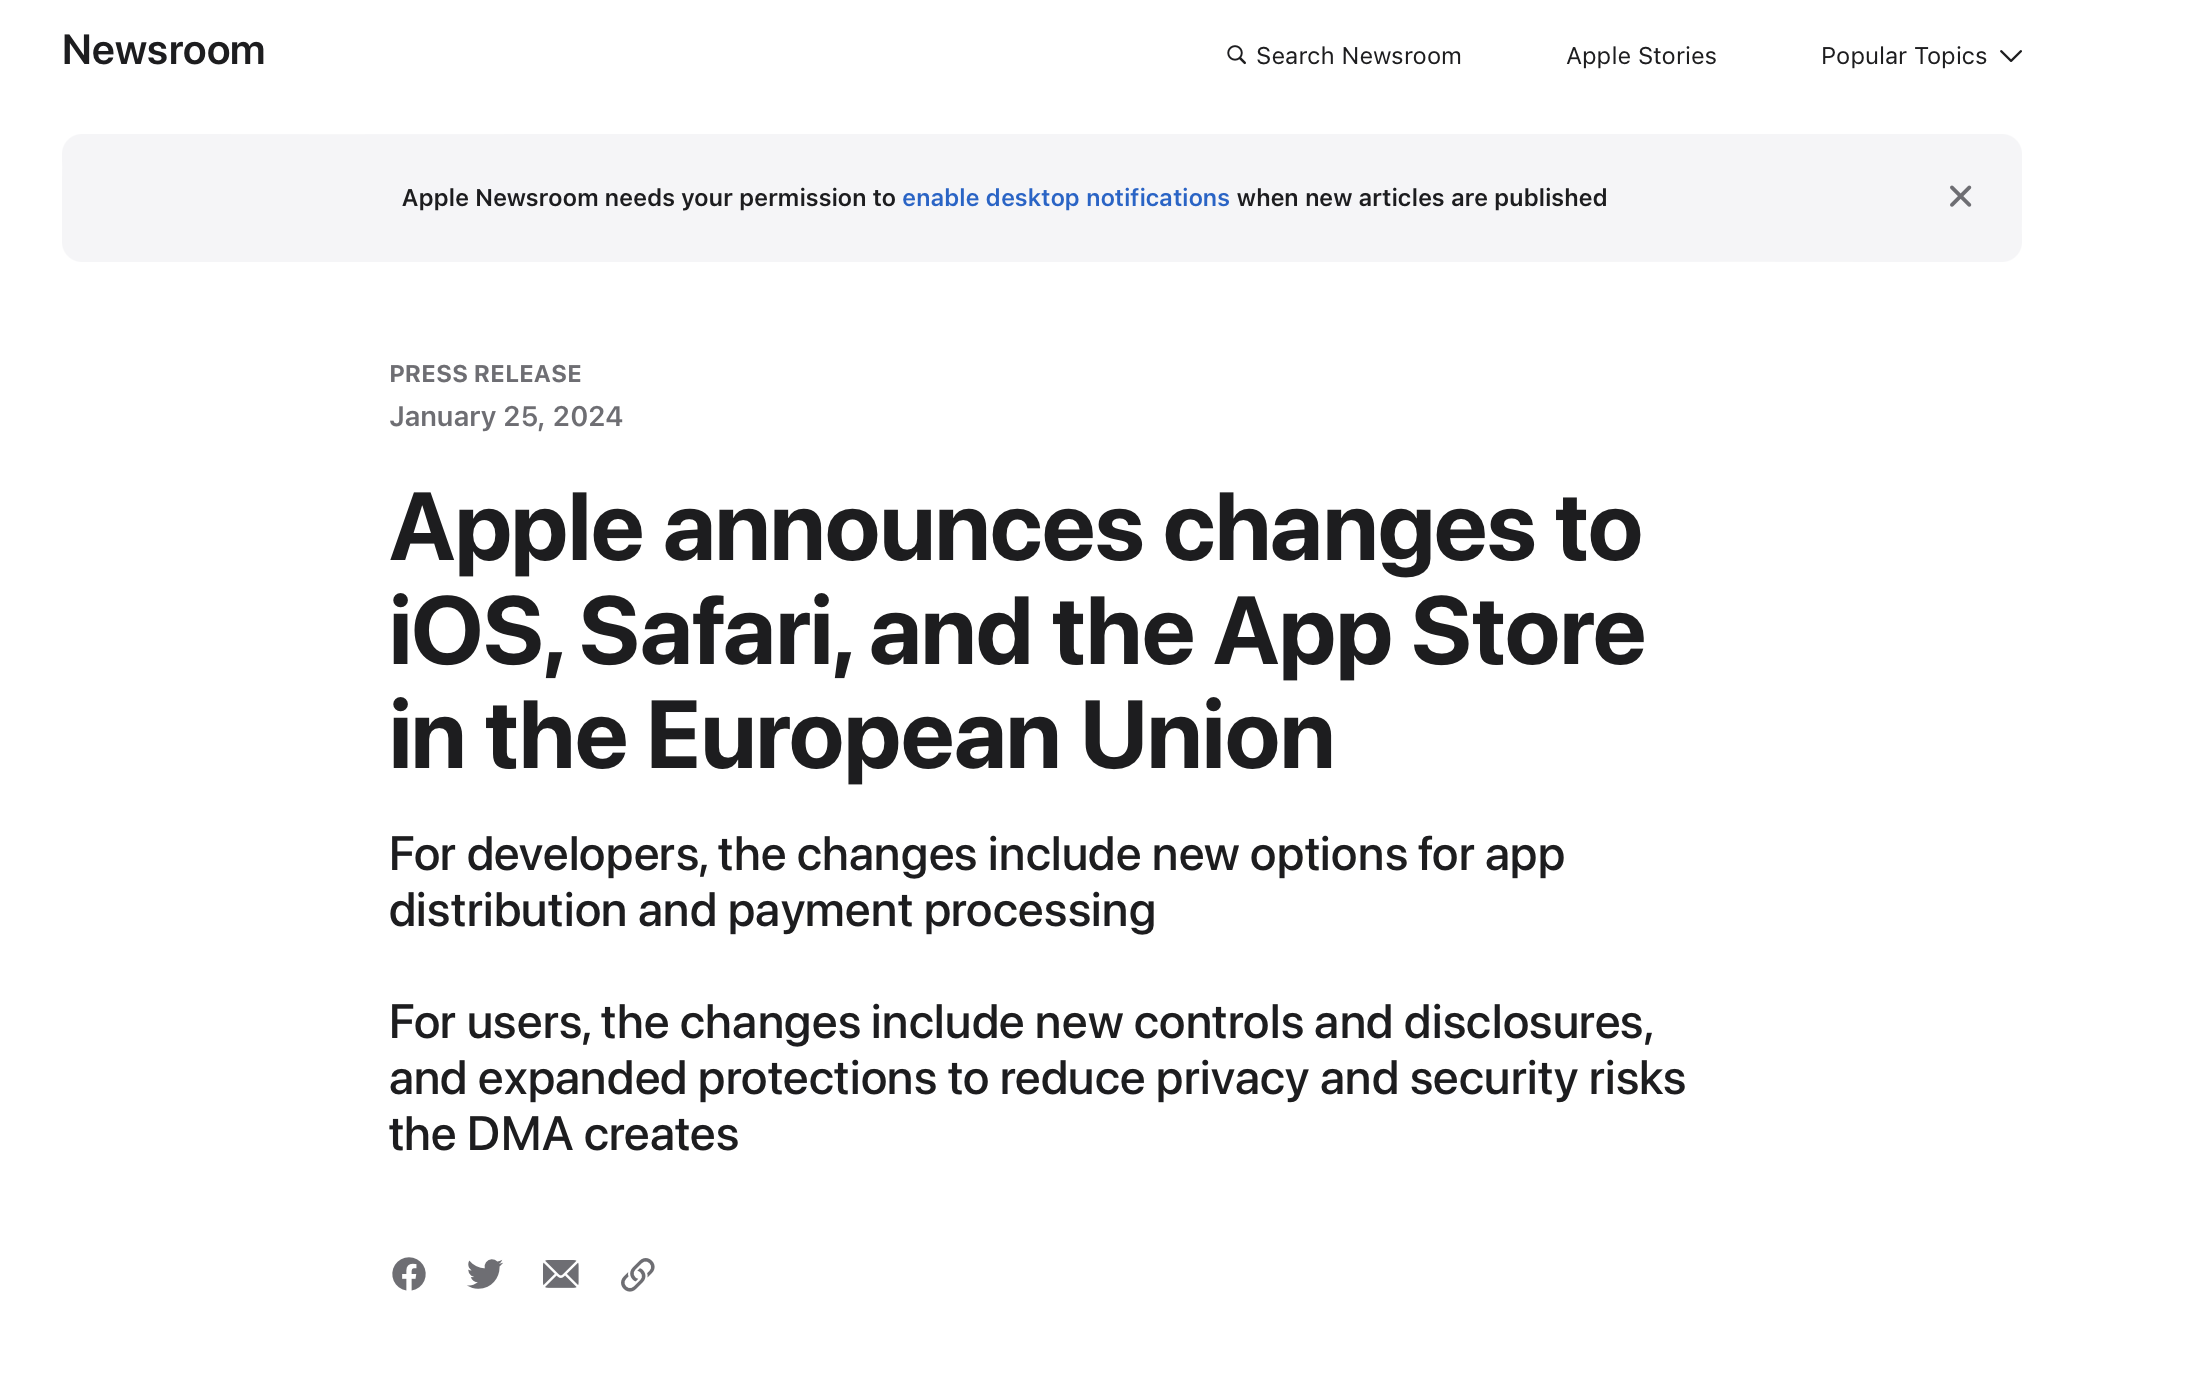 Newsroom
Search Newsroom
Apple Stories
Popular Topics
Apple Newsroom needs your permission to enable desktop notifications when new articles are published
PRESS RELEASE
January 25, 2024
Apple announces changes to
iOS, Safari, and the App Store
in the European Union
For developers, the changes include new options for app
distribution and payment processing
For users, the changes include new controls and disclosures,
and expanded protections to reduce privacy and security risks
the DMA creates